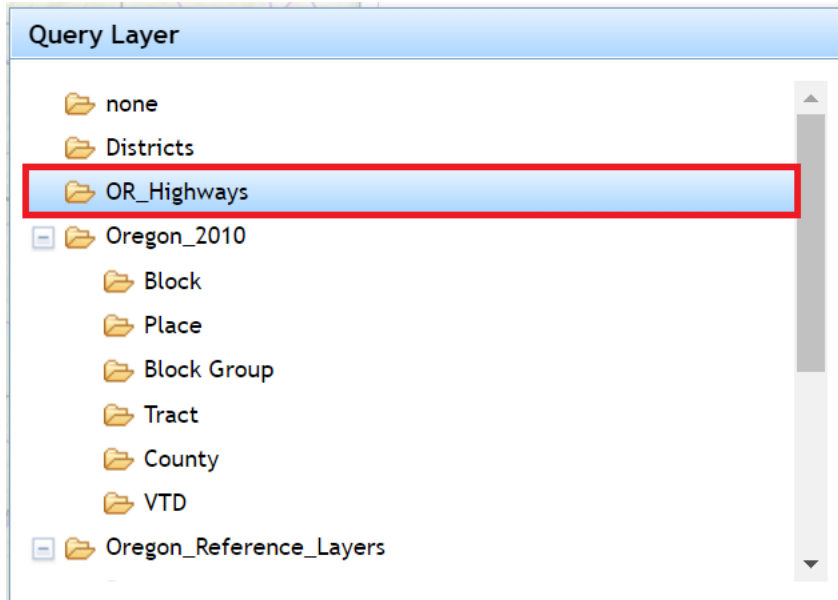 Query Layer
none
Districts
OR_Highways
Oregon_2010
Block
Place
Block Group
Tract
County
VTD
Oregon_Reference_Layers